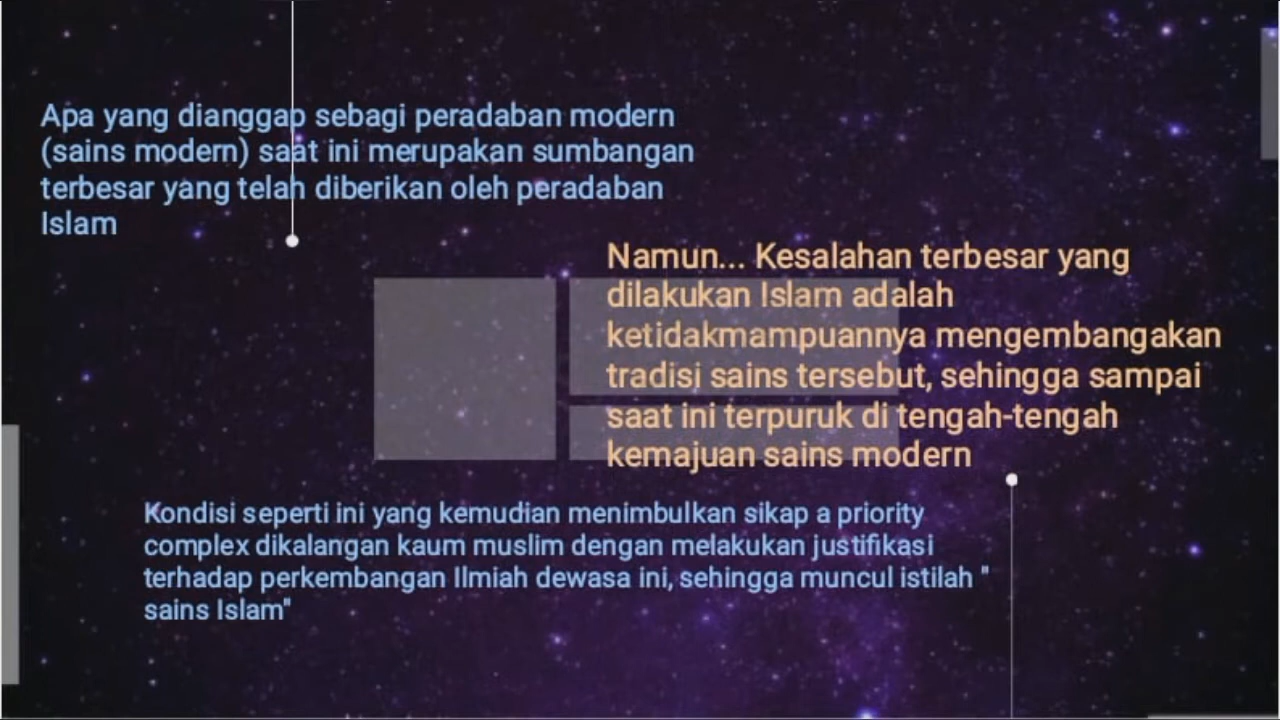 Apa yang dianggap sebagai peradaban modern
(sains modern) saat ini merupakan sumbangan
terbesar yang telah diberikan oleh peradaban
Islam
Namun... Kesalahan terbesar yang
dilakukan Islam adalah
ketidakmampuannya mengembangakan
tradisi sains tersebut, sehingga sampai
saat ini terpuruk di tengah-tengah
kemajuan sains modern
Kondisi seperti ini yang kemudian menimbulkan sikap a priority
complex dikalangan kaum muslim dengan melakukan justifikasi
terhadap perkembangan Ilmiah dewasa ini, sehingga muncul istilah "
sains Islam"